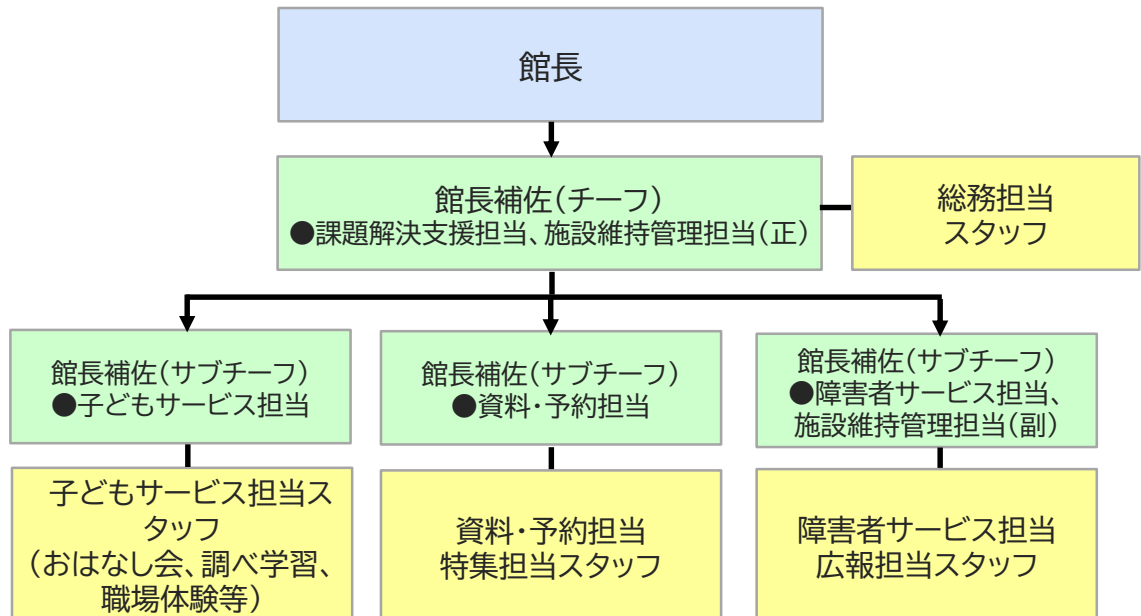 館長
館長補佐(チーフ)
●課題解決支援担当、施設維持管理担当(正)
総務担当
スタッフ
館長補佐(サブチーフ)
●子どもサービス担当
館長補佐(サブチーフ)
●資料・予約担当
館長補佐(サブチーフ)
●障害者サービス担当、
施設維持管理担当(副)
子どもサービス担当ス
タッフ
(おはなし会、調べ学習、
職場体験等)
資料・予約担当
特集担当スタッフ
障害者サービス担当
広報担当スタッフ